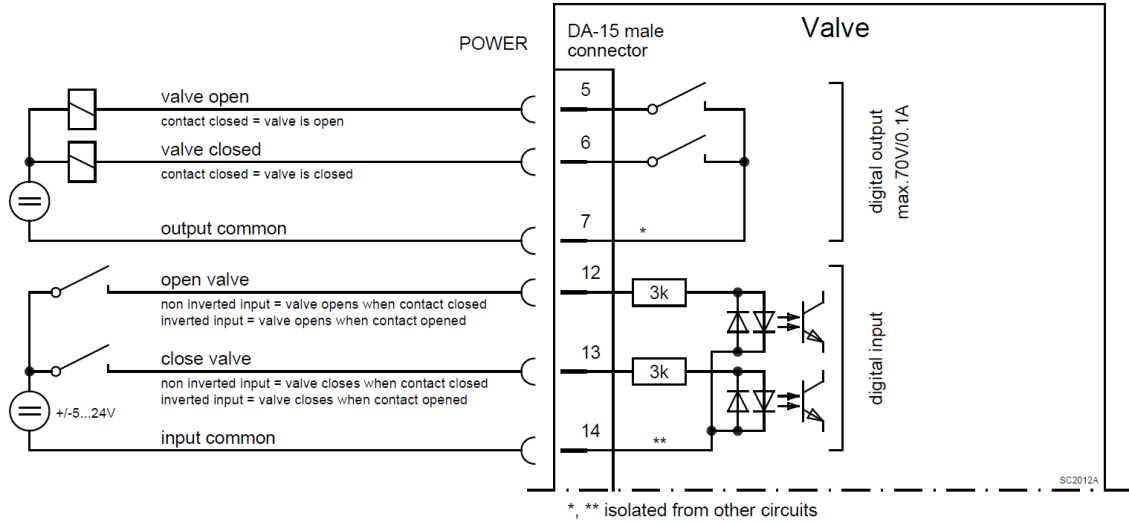 Valve
POWER
DA-15 male
connector
valve open
contact closed = valve is open
5
valve closed
contact closed = valve is closed
6
output common
7
*
digital output
max.70V/0.1A
open valve
non inverted input = valve opens when contact closed
inverted input = valve opens when contact opened
12
3k
close valve
non inverted input = valve closes when contact closed
inverted input = valve closes when contact opened
13
3k
+/-5...24V
input common
14
**
digital input
SC2012A
*, ** isolated from other circuits